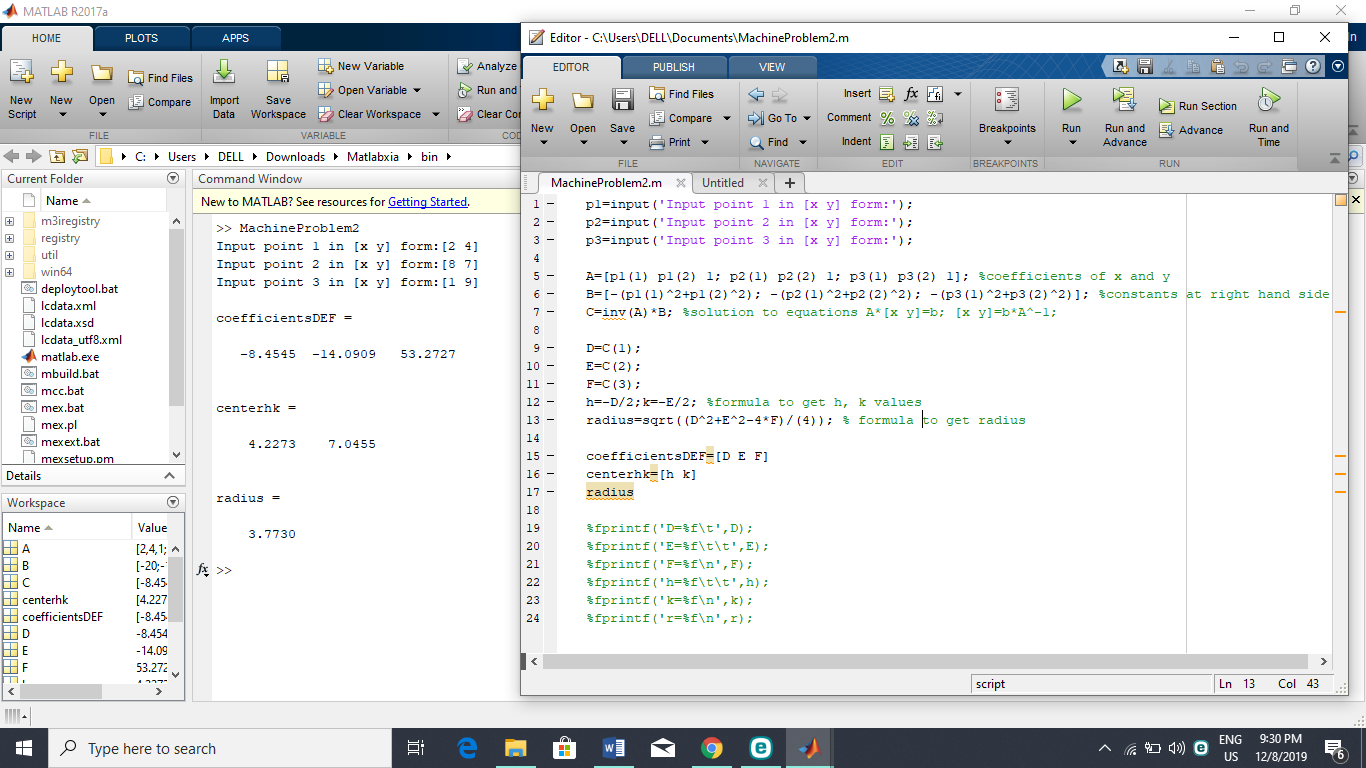 MATLAB R2017a
HOME
PLOTS
APPS
New Script
New
Open
Find Files
Compare
Import Data
Save Workspace
New Variable
Open Variable
Clear Workspace
Analyze
Run and
Clear Co
FILE
VARIABLE
COD
C: Users DELL Downloads Matlabxia bin
Current Folder
Name
m3iregistry
registry
util
win64
deploytool.bat
lcdata.xml
lcdata.xsd
lcdata_utf8.xml
matlab.exe
mbuild.bat
mcc.bat
mex.bat
mex.pl
mexext.bat
mexsetup.pm
Details
Workspace
Name Value
A [2,4,1;
B [-20;-
C [-8.45
centerhk [4.227
coefficientsDEF [-8.45
D -8.454
E -14.09
F 53.272
Command Window
New to MATLAB? See resources for Getting Started.
>> MachineProblem2
Input point 1 in [x y] form:[2 4]
Input point 2 in [x y] form:[8 7]
Input point 3 in [x y] form:[1 9]
coefficientsDEF =
-8.4545 -14.0909 53.2727
centerhk =
4.2273 7.0455
radius =
3.7730
fx >>
Editor - C:\Users\DELL\Documents\MachineProblem2.m
EDITOR
PUBLISH
VIEW
New
Open
Save
Find Files
Compare
Print
Go To
Find
Insert
fx
Comment
Indent
Breakpoints
Run
Run and Advance
Run Section
Advance
Run and Time
FILE
NAVIGATE
EDIT
BREAKPOINTS
RUN
MachineProblem2.m
Untitled
1 p1=input('Input point 1 in [x y] form:');
2 p2=input('Input point 2 in [x y] form:');
3 p3=input('Input point 3 in [x y] form:');
4
5 A=[p1(1) p1(2) 1; p2(1) p2(2) 1; p3(1) p3(2) 1]; %coefficients of x and y
6 B=[-(p1(1)^2+p1(2)^2); -(p2(1)^2+p2(2)^2); -(p3(1)^2+p3(2)^2)]; %constants at right hand side
7 C=inv(A)*B; %solution to equations A*[x y]=b; [x y]=b*A^-1;
8
9 D=C(1);
10 E=C(2);
11 F=C(3);
12 h=-D/2;k=-E/2; %formula to get h, k values
13 radius=sqrt((D^2+E^2-4*F)/(4)); % formula to get radius
14
15 coefficientsDEF=[D E F]
16 centerhk=[h k]
17 radius
18
19 %fprintf('D=%f\t',D);
20 %fprintf('E=%f\t\t',E);
21 %fprintf('F=%f\n',F);
22 %fprintf('h=%f\t\t',h);
23 %fprintf('k=%f\n',k);
24 %fprintf('r=%f\n',r);
script
Ln 13 Col 43
Type here to search
ENG
US
9:30 PM
12/8/2019
6